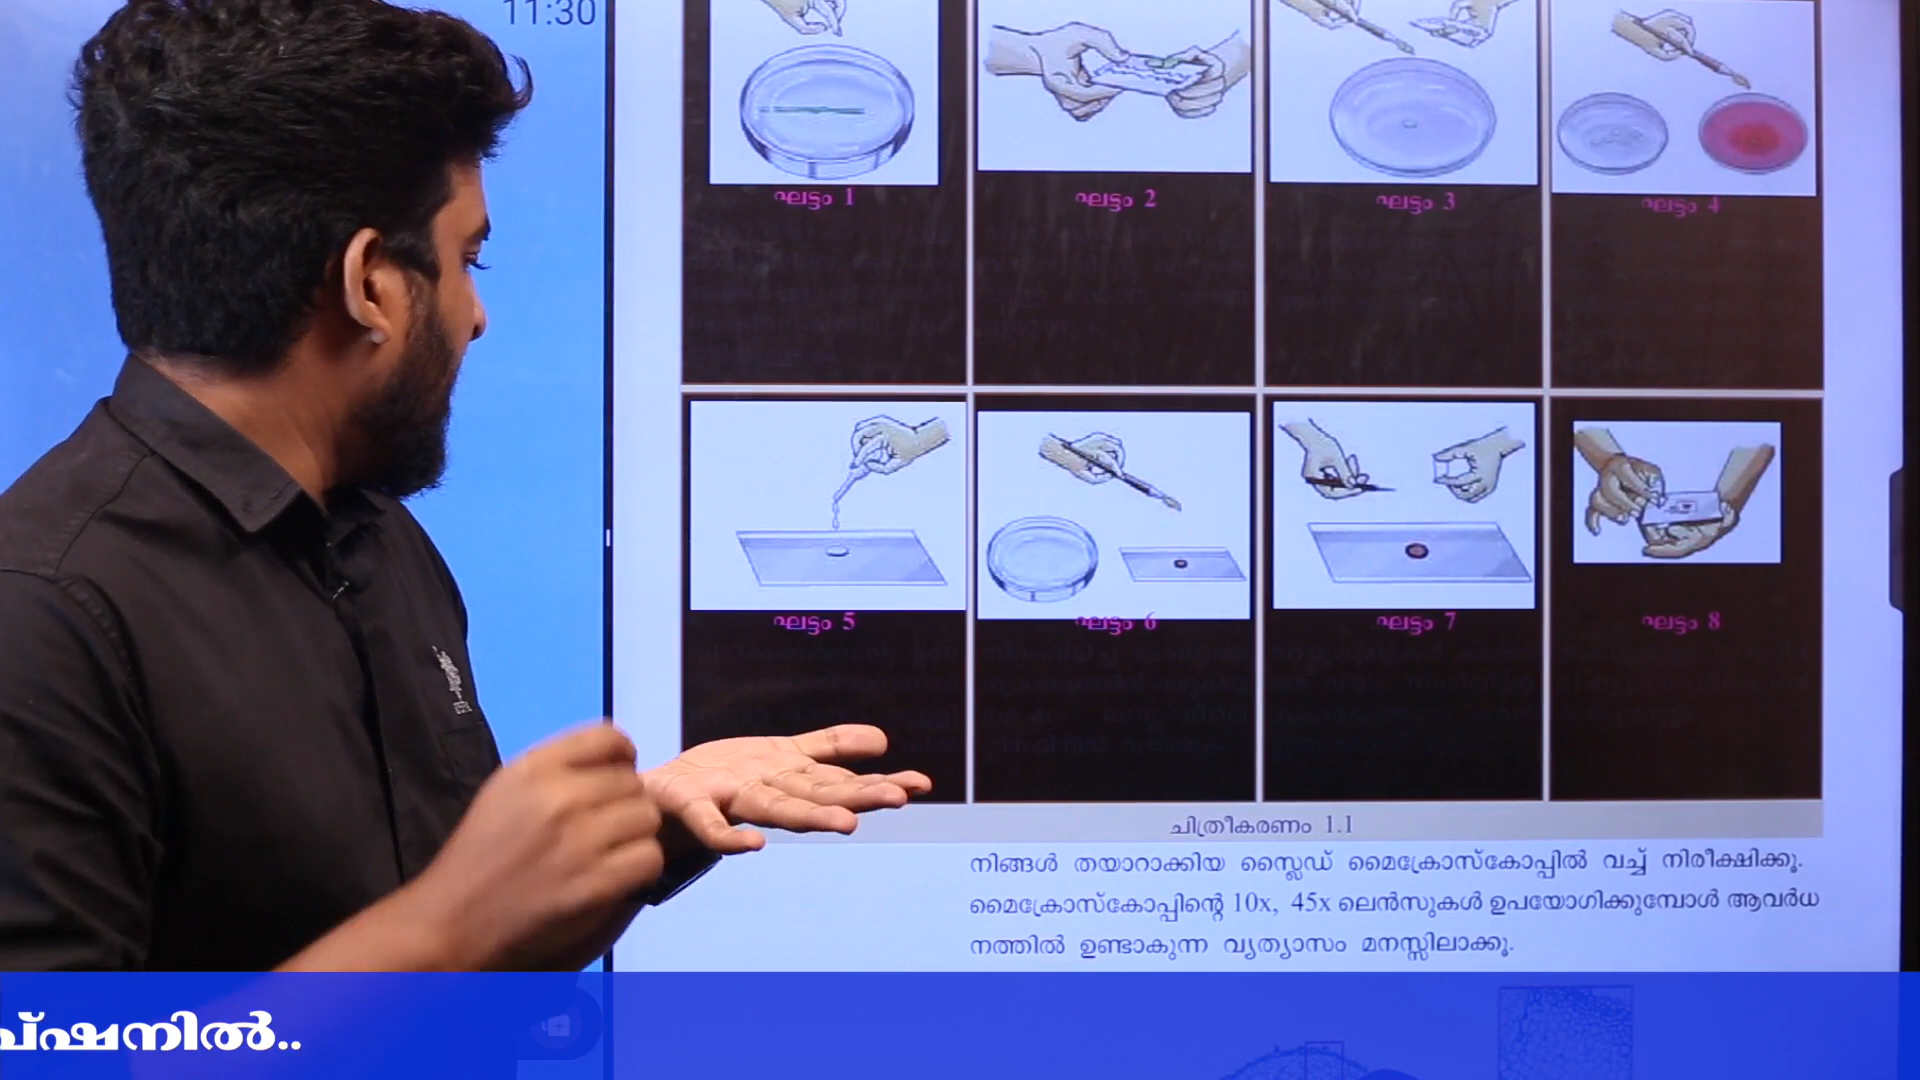 11:30
ഘട്ടം 1
ഘട്ടം 2
ഘട്ടം 3
ഘട്ടം 4
ഘട്ടം 5
ഘട്ടം 6
ഘട്ടം 7
ഘട്ടം 8
ചിത്രീകരണം 1.1
നിങ്ങൾ തയാറാക്കിയ സ്ലൈഡ് മൈക്രോസ്കോപ്പിൽ വച്ച് നിരീക്ഷിക്കൂ.
മൈക്രോസ്കോപ്പിന്റെ 10x, 45x ലെൻസുകൾ ഉപയോഗിക്കുമ്പോൾ ആവർധ
നത്തിൽ ഉണ്ടാകുന്ന വ്യത്യാസം മനസ്സിലാക്കൂ.
പ്ഷനിൽ..